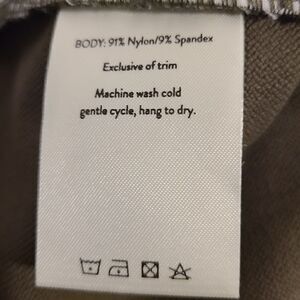 BODY: 91% Nylon/9% Spandex
Exclusive of trim
Machine wash cold
gentle cycle, hang to dry.